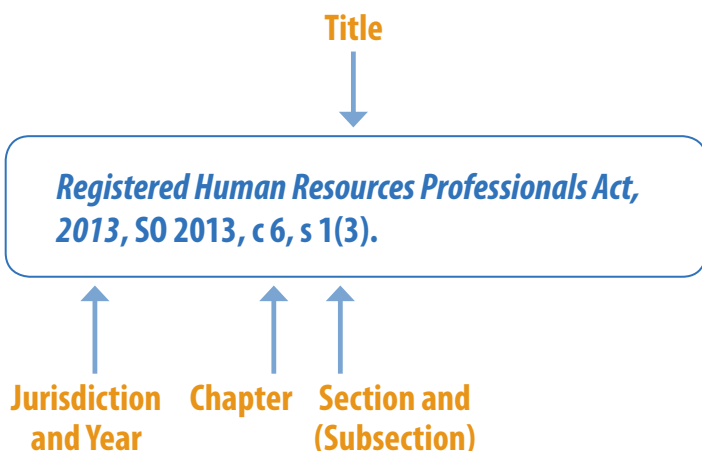 Title
Registered Human Resources Professionals Act,
2013, SO 2013, c 6, s 1(3).
Jurisdiction and Year
Chapter
Section and (Subsection)